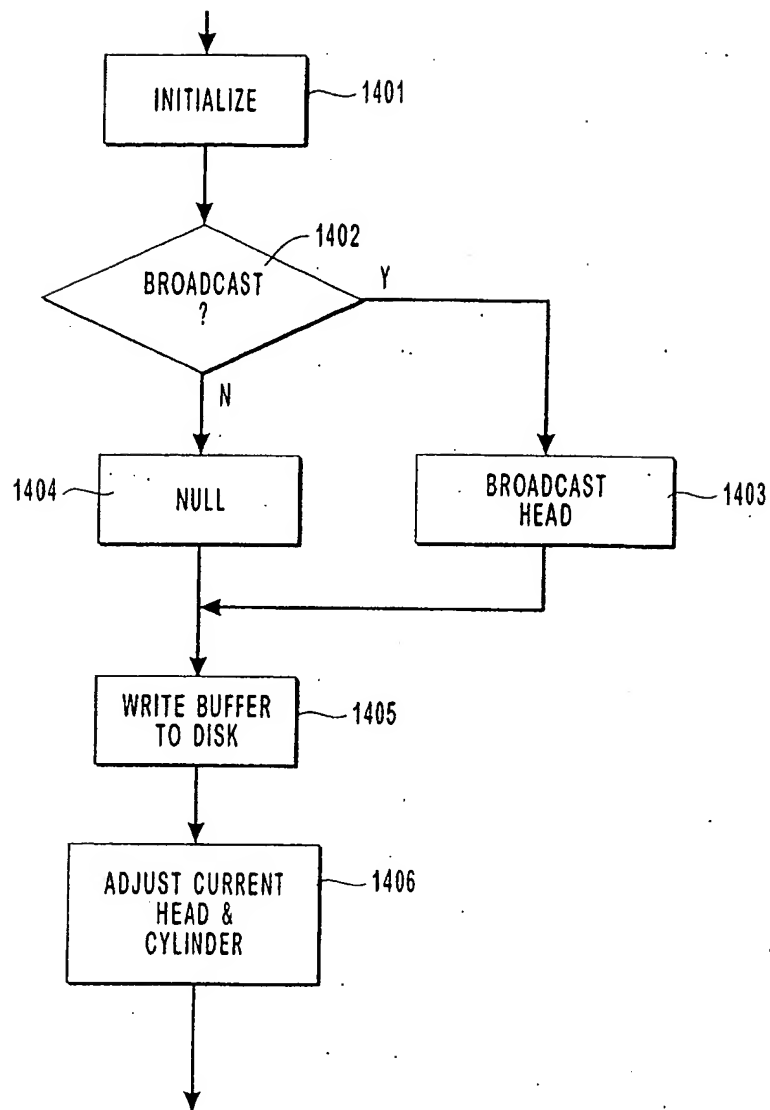 INITIALIZE
1401
1402
BROADCAST
?
Y
N
1404
NULL
BROADCAST
HEAD
1403
WRITE BUFFER
TO DISK
1405
ADJUST CURRENT
HEAD &
CYLINDER
1406